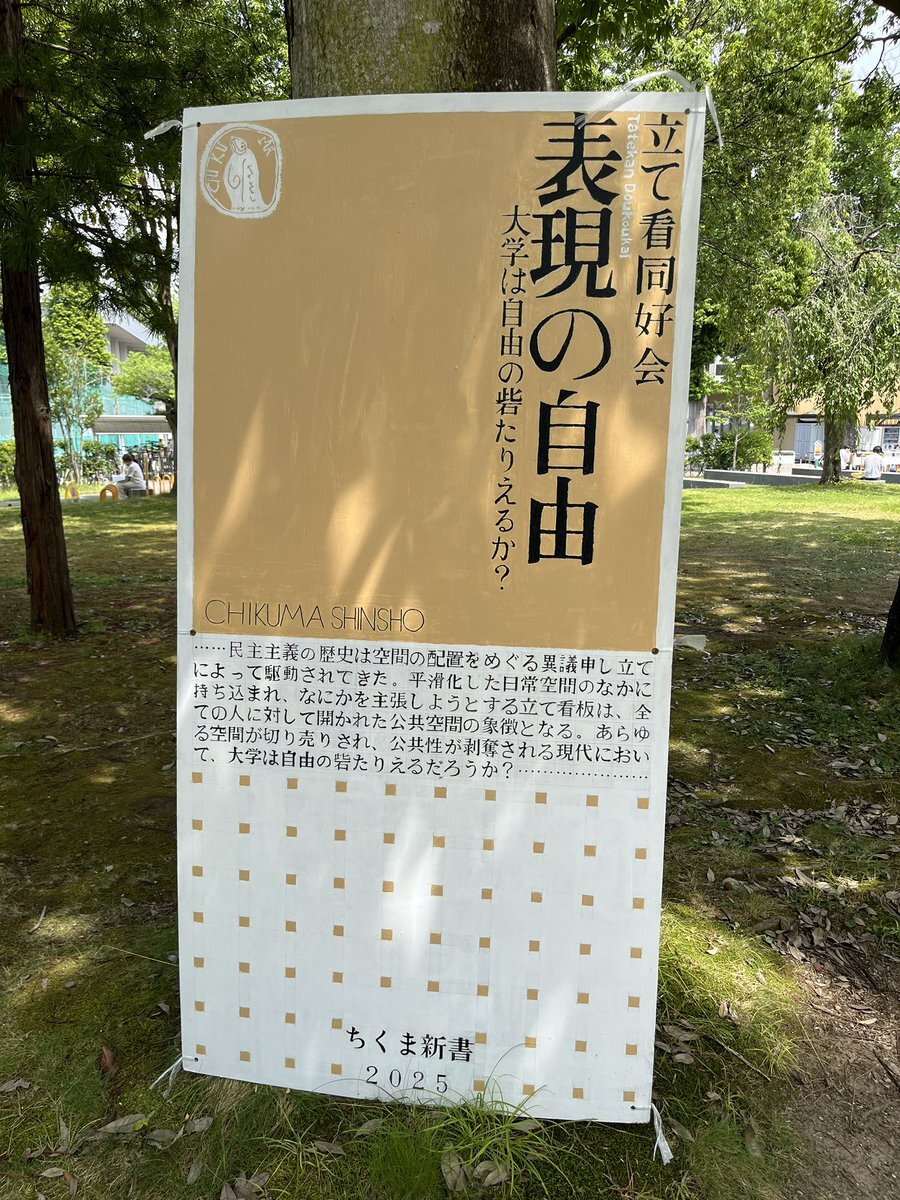 立て看同好会
Tatekan Doukoukai
表現の自由
大学は自由の砦たりえるか?
CHIKUMA
CHIKUMA SHINSHO
……民主主義の歴史は空間の配置をめぐる異議申し立て
によって駆動されてきた。平滑化した日常空間のなかに
持ち込まれ、なにかを主張しようとする立て看板は、全
ての人に対して開かれた公共空間の象徴となる。あらゆ
る空間が切り売りされ、公共性が剥奪される現代におい
て、大学は自由の砦たりえるだろうか?…………………
ちくま新書
2025